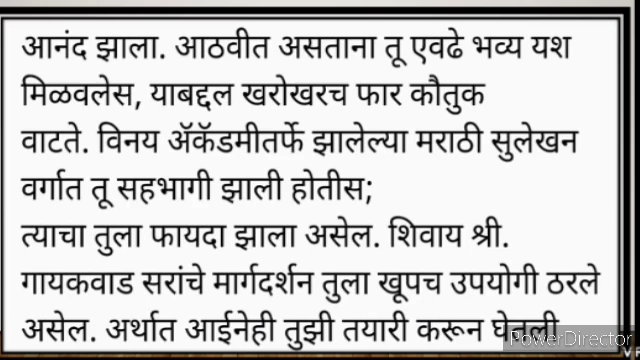 आनंद झाला. आठवीत असताना तू एवढे भव्य यश
मिळवलेस, याबद्दल खरोखरच फार कौतुक
वाटते. विनय अ‍ॅकॅडमीतर्फे झालेल्या मराठी सुलेखन
वर्गात तू सहभागी झाली होतीस;
त्याचा तुला फायदा झाला असेल. शिवाय श्री.
गायकवाड सरांचे मार्गदर्शन तुला खूपच उपयोगी ठरले
असेल. अर्थात आईनेही तुझी तयारी करून घेतली
PowerDirector